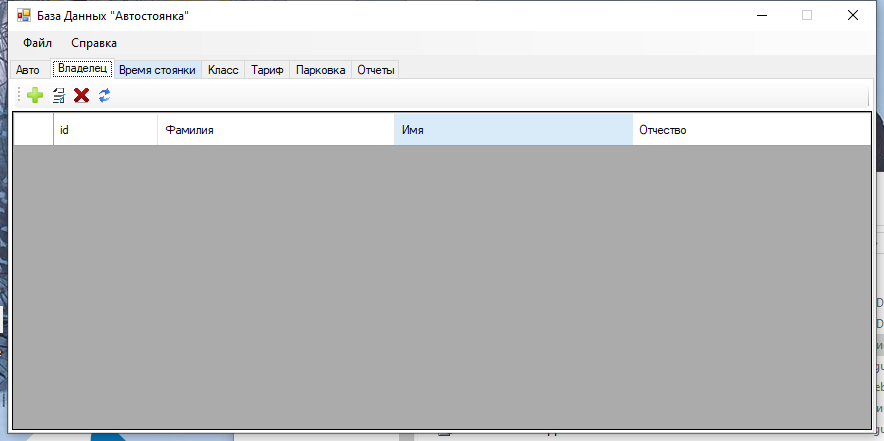 База Данных "Автостоянка"
Файл Справка
Авто Владелец Время стоянки Класс Тариф Парковка Отчеты
id Фамилия Имя Отчество